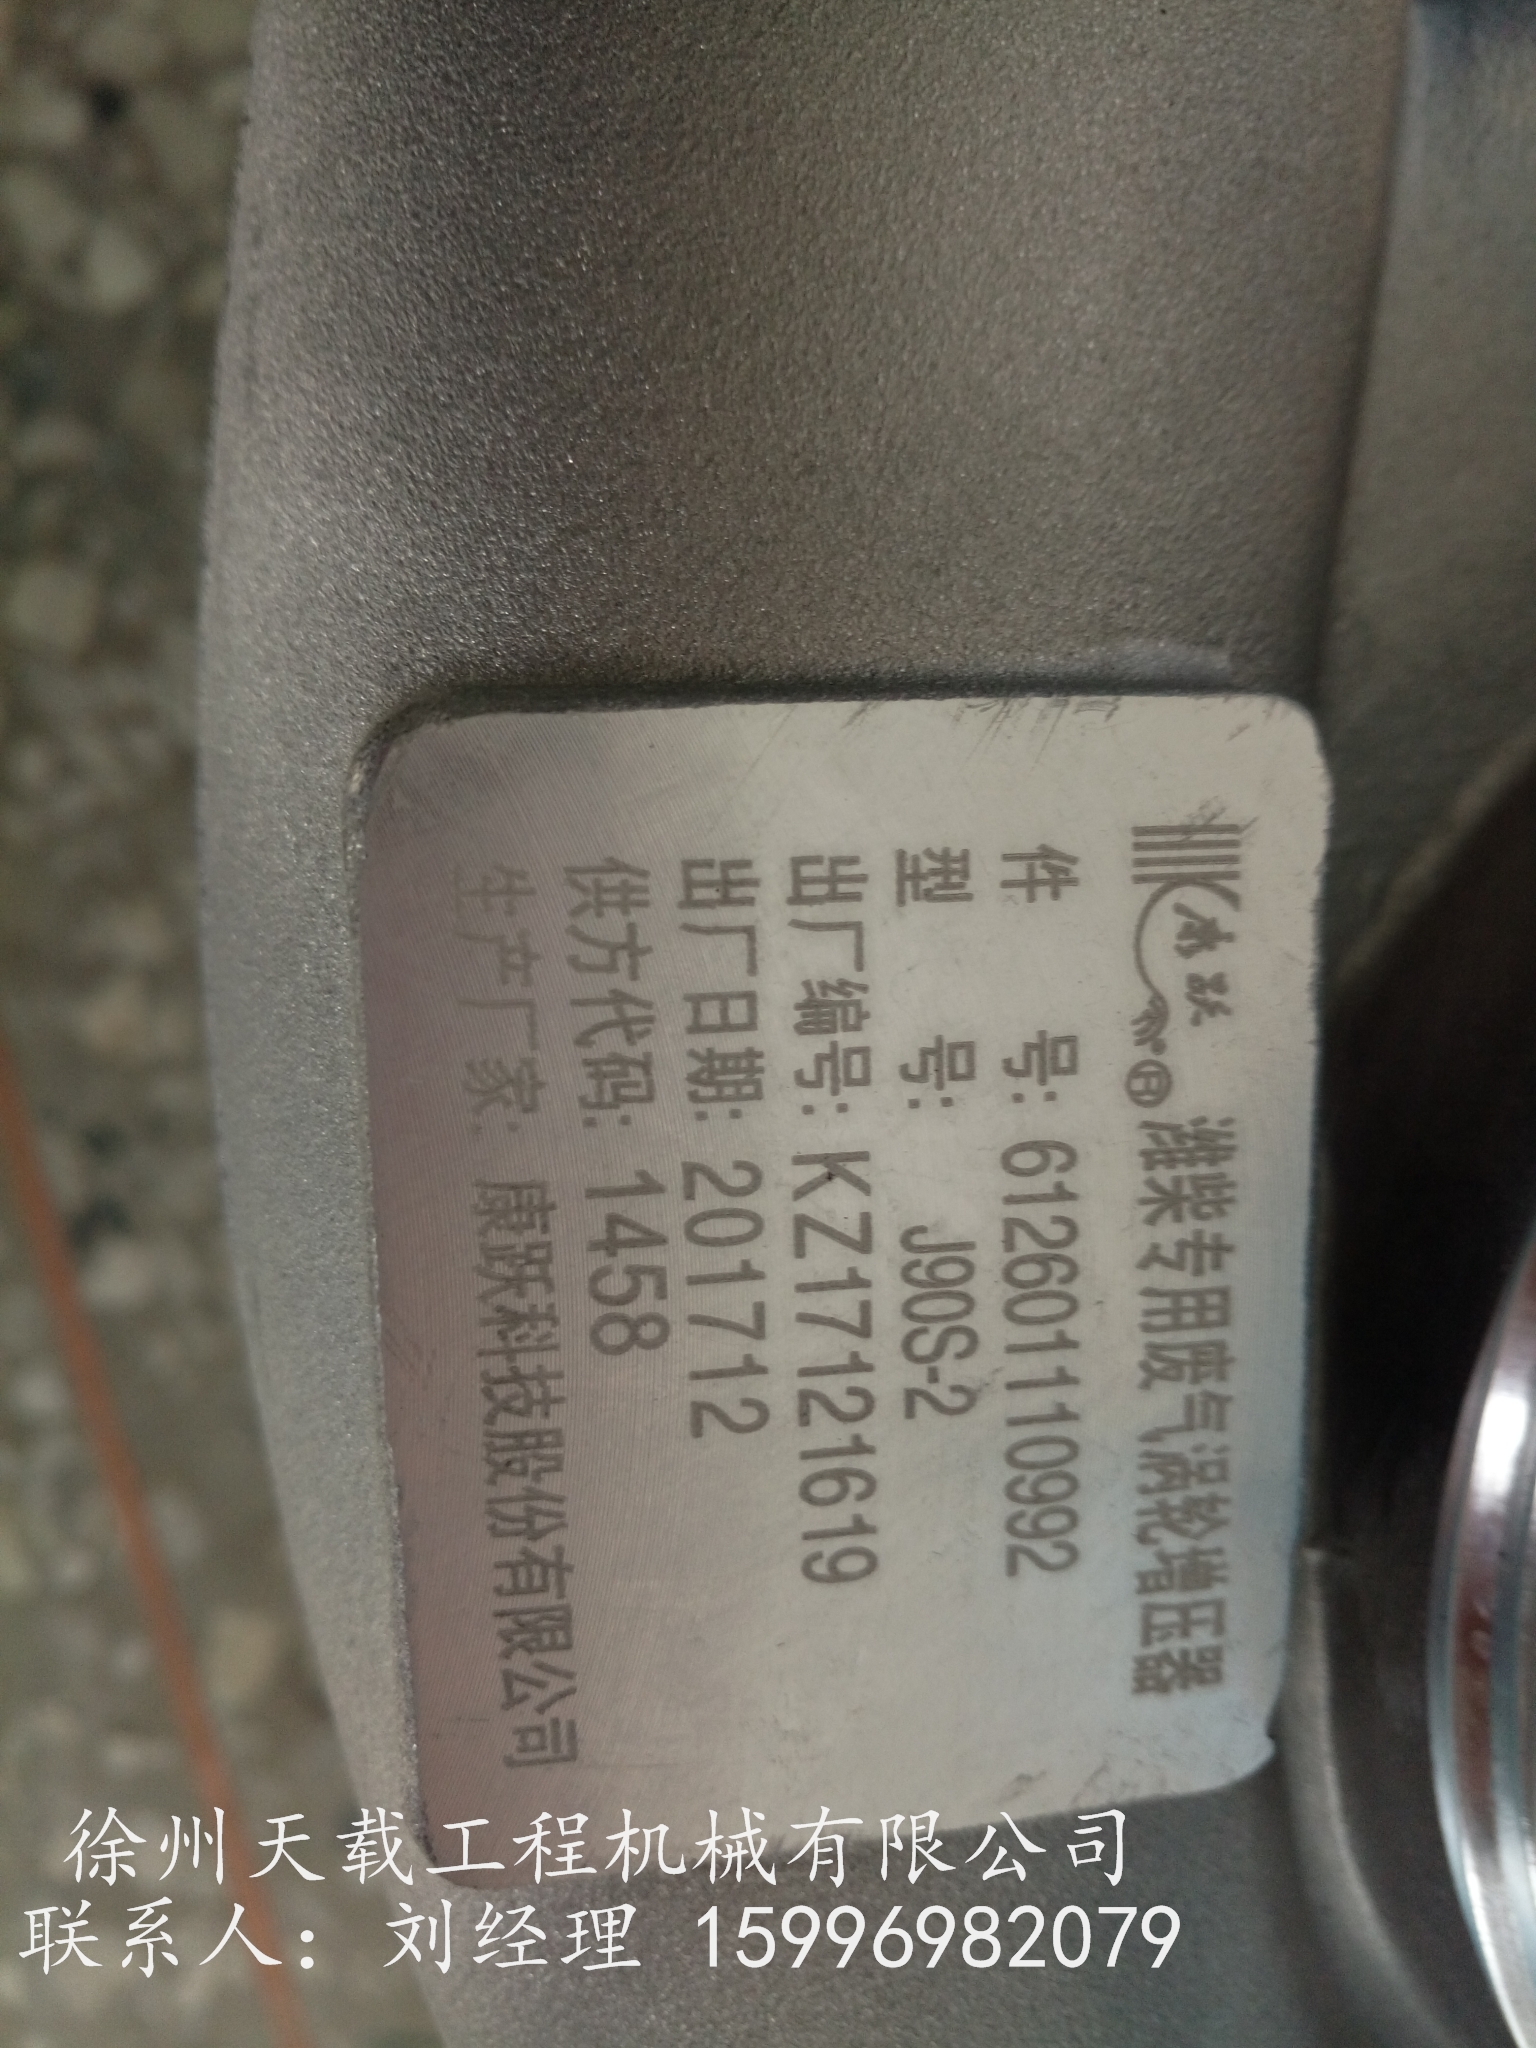 康跃® 潍柴专用废气涡轮增压器
件 号: 612601110992
型 号: J90S-2
出厂编号: KZ17121619
出厂日期: 201712
供方代码: 1458
生产厂家: 康跃科技股份有限公司
徐州天载工程机械有限公司
联系人：刘经理 15996982079